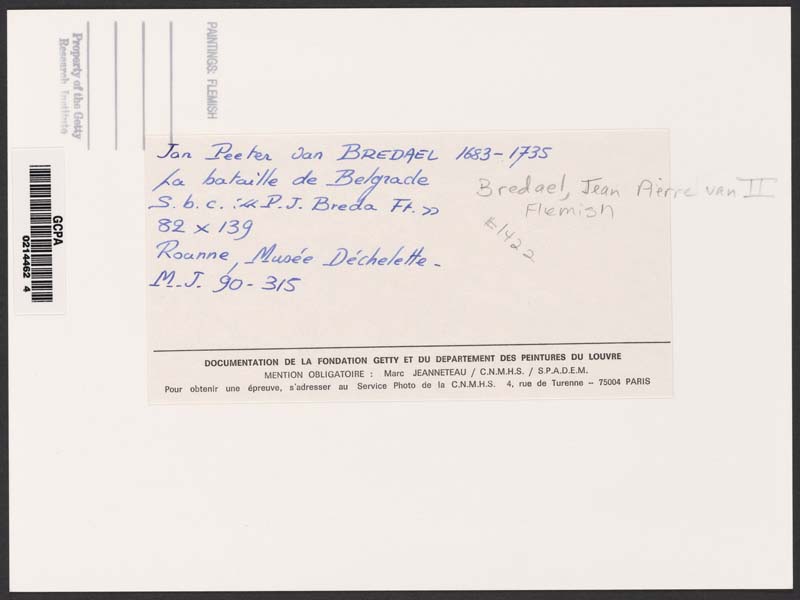 PAINTINGS: FLEMISH
Property of the Getty
Research Institute
GCPA
0214462 4
Jan Peeter van BREDAEL 1683-1735
La bataille de Belgrade
S.b.c. : « P.J. Breda Ft. »
82 x 139
Roanne, Musée Déchelette -
M.J. 90-315
Bredael, Jean Pierre van II
Flemish
E1422
DOCUMENTATION DE LA FONDATION GETTY ET DU DEPARTEMENT DES PEINTURES DU LOUVRE
MENTION OBLIGATOIRE : Marc JEANNETEAU / C.N.M.H.S. / S.P.A.D.E.M.
Pour obtenir une épreuve, s'adresser au Service Photo de la C.N.M.H.S. 4, rue de Turenne – 75004 PARIS